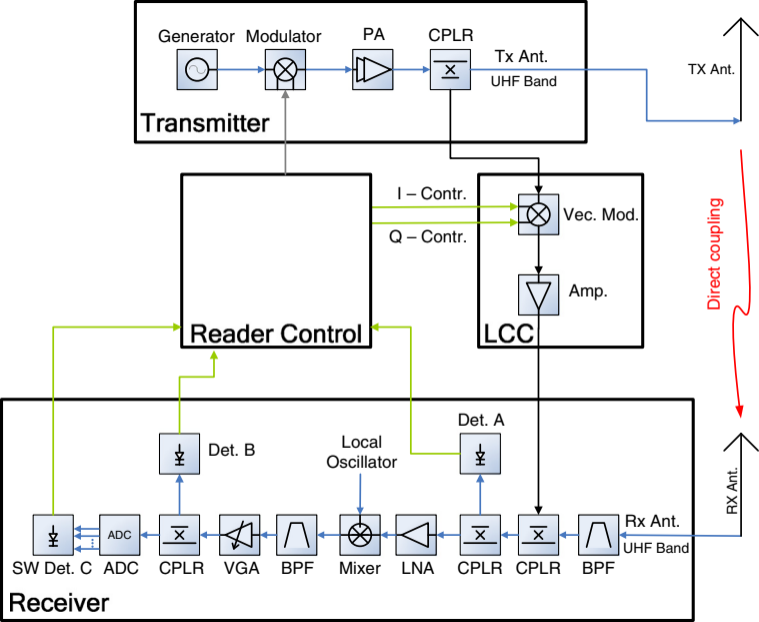 Generator Modulator PA CPLR
Tx Ant.
UHF Band
TX Ant.
Transmitter
I – Contr.
Q – Contr.
Vec. Mod.
Amp.
Direct coupling
Reader Control
LCC
Det. A
Det. B
Local
Oscillator
RX Ant.
Rx Ant.
UHF Band
ADC
SW Det. C ADC CPLR VGA BPF Mixer LNA CPLR CPLR BPF
Receiver